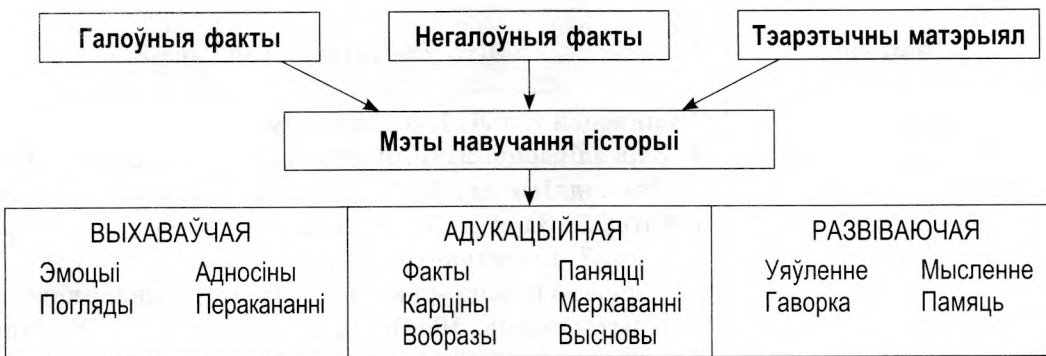 Галоўныя факты
Негалоўныя факты
Тэарэтычны матэрыял
Мэты навучання гісторыі
ВЫХАВАЎЧАЯ
Эмоцыі Адносіны
Погляды Перакананні
АДУКАЦЫЙНАЯ
Факты Паняцці
Карціны Меркаванні
Вобразы Высновы
РАЗВІВАЮЧАЯ
Уяўленне Мысленне
Гаворка Памяць